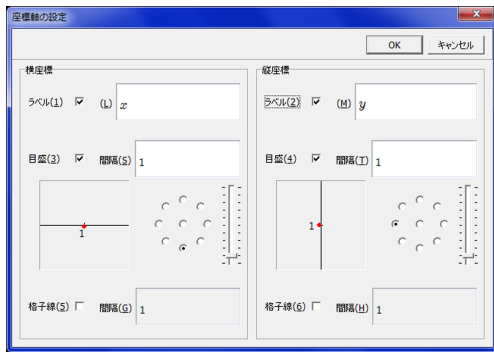 座標軸の設定
OK キャンセル
横座標
ラベル(1) (L) x
目盛(3) 間隔(S) 1
1
格子線(5) 間隔(G) 1
縦座標
ラベル(2) (M) y
目盛(4) 間隔(T) 1
1
格子線(6) 間隔(H) 1